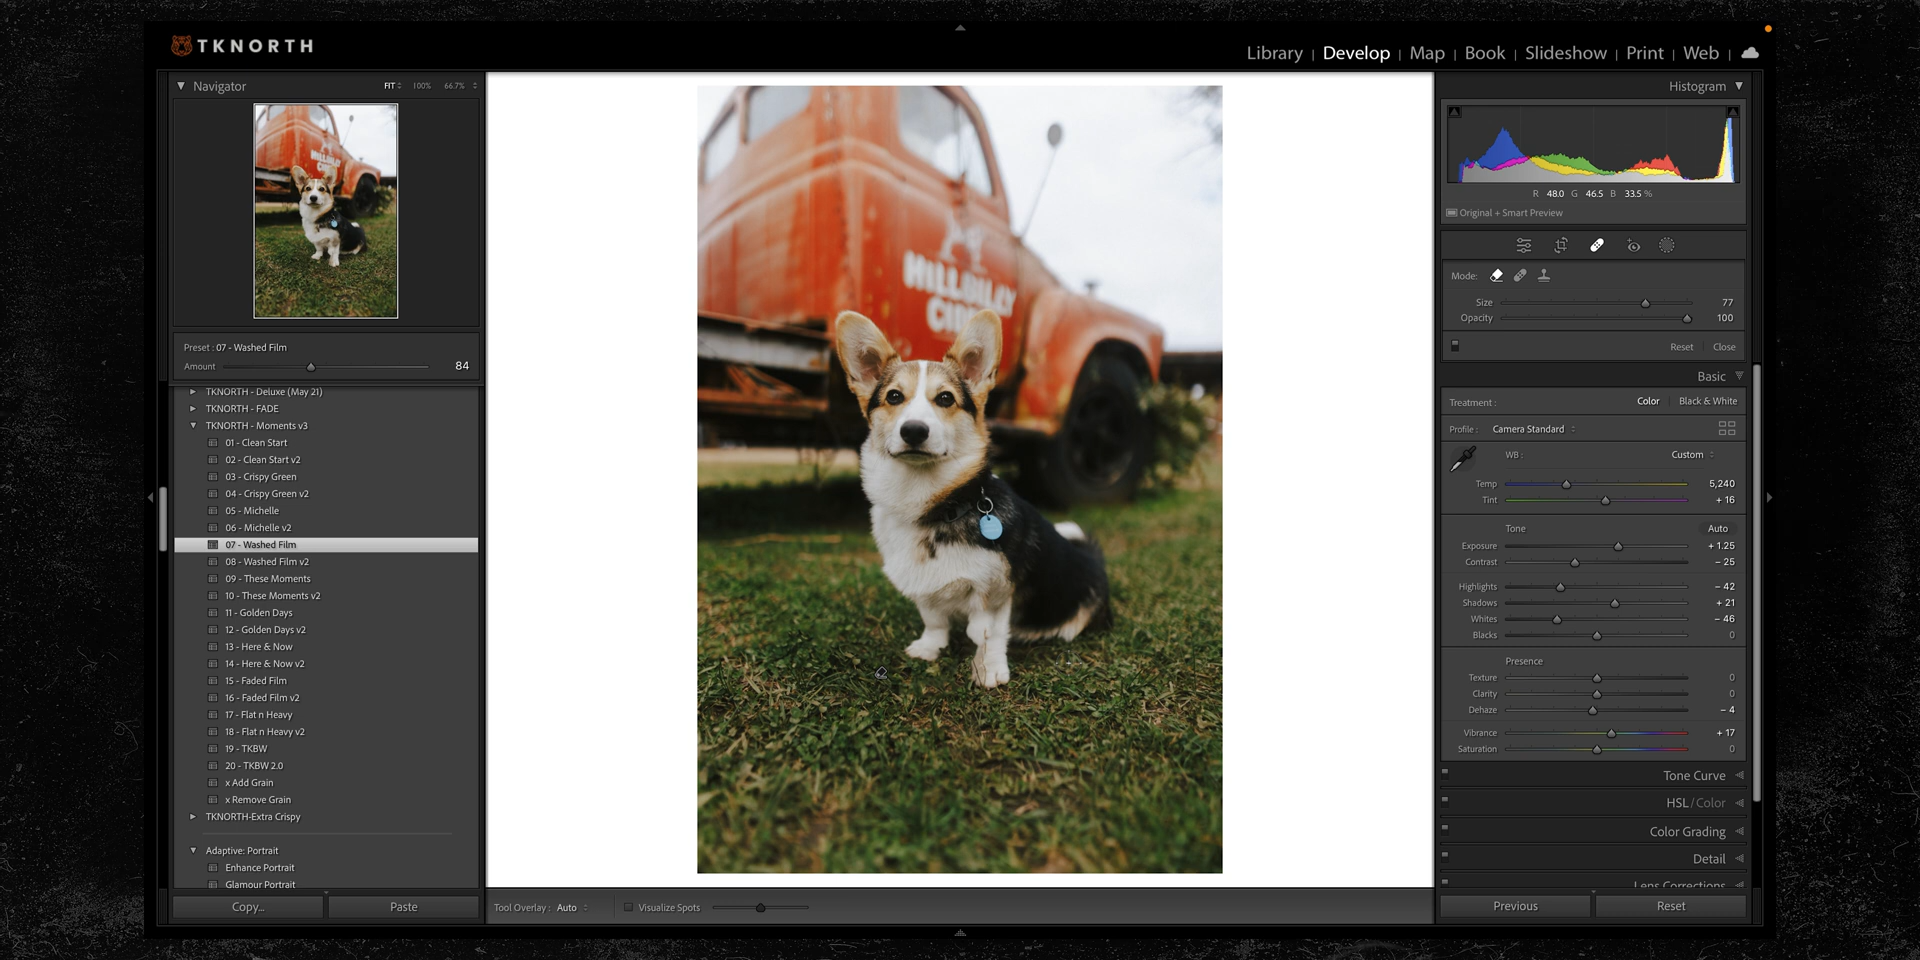 TKNORTH
Library | Develop | Map | Book | Slideshow | Print | Web |
Navigator FIT 100% 66.7%
Preset : 07 - Washed Film
Amount 84
TKNORTH - Deluxe (May 21)
TKNORTH - FADE
TKNORTH - Moments v3
01 - Clean Start
02 - Clean Start v2
03 - Crispy Green
04 - Crispy Green v2
05 - Michelle
06 - Michelle v2
07 - Washed Film
08 - Washed Film v2
09 - These Moments
10 - These Moments v2
11 - Golden Days
12 - Golden Days v2
13 - Here & Now
14 - Here & Now v2
15 - Faded Film
16 - Faded Film v2
17 - Flat n Heavy
18 - Flat n Heavy v2
19 - TKBW
20 - TKBW 2.0
x Add Grain
x Remove Grain
TKNORTH-Extra Crispy
Adaptive: Portrait
Enhance Portrait
Glamour Portrait
Copy... Paste
HILLBILLY
Tool Overlay : Auto Visualize Spots
Histogram
R 48.0 G 46.5 B 33.5 %
Original + Smart Preview
Mode:
Size 77
Opacity 100
Reset Close
Basic
Treatment : Color Black & White
Profile : Camera Standard
WB : Custom
Temp 5,240
Tint + 16
Tone Auto
Exposure + 1.25
Contrast - 25
Highlights - 42
Shadows + 21
Whites - 46
Blacks 0
Presence
Texture 0
Clarity 0
Dehaze - 4
Vibrance + 17
Saturation 0
Tone Curve
HSL / Color
Color Grading
Detail
Lens Corrections
Previous Reset